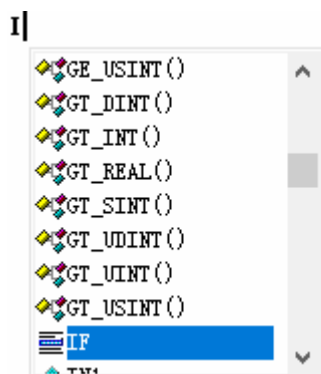 I
GE_USINT()
GT_DINT()
GT_INT()
GT_REAL()
GT_SINT()
GT_UDINT()
GT_UINT()
GT_USINT()
IF